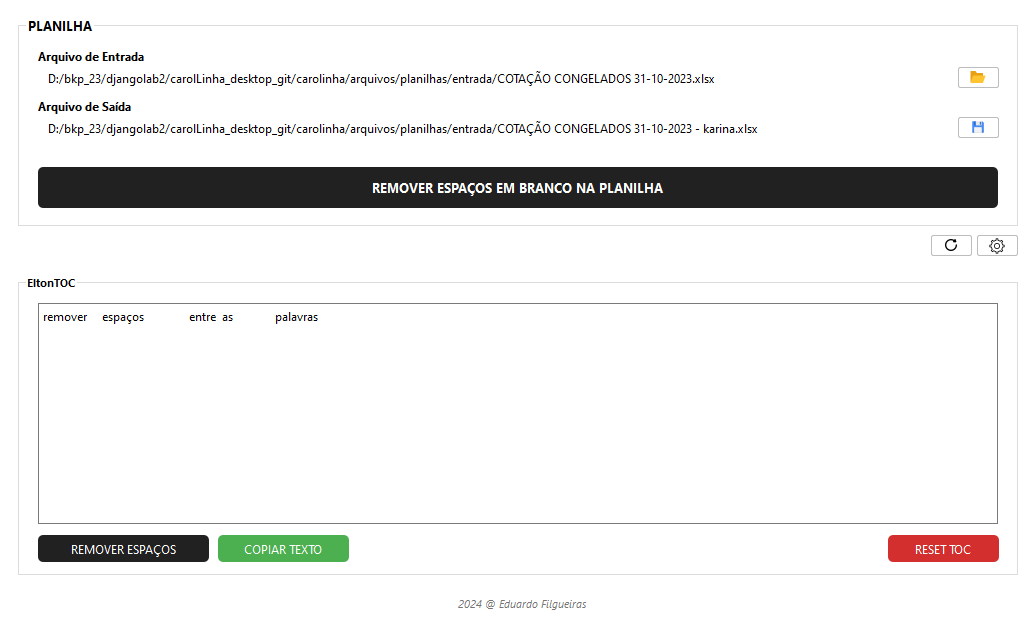 PLANILHA
Arquivo de Entrada
D:/bkp_23/djangolab2/carolLinha_desktop_git/carolinha/arquivos/planilhas/entrada/COTAÇÃO CONGELADOS 31-10-2023.xlsx
Arquivo de Saída
D:/bkp_23/djangolab2/carolLinha_desktop_git/carolinha/arquivos/planilhas/entrada/COTAÇÃO CONGELADOS 31-10-2023 - karina.xlsx
REMOVER ESPAÇOS EM BRANCO NA PLANILHA
EltonTOC
remover    espaços            entre  as            palavras
REMOVER ESPAÇOS
COPIAR TEXTO
RESET TOC
2024 @ Eduardo Filgueiras